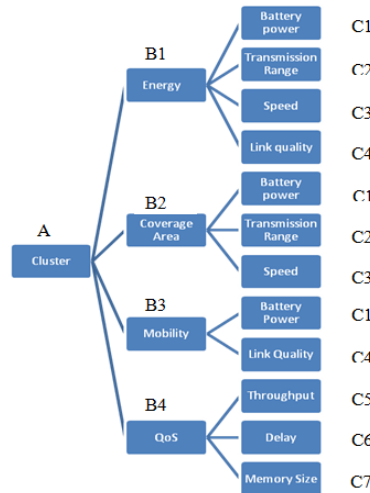 Battery
power
C1
B1
Transmission
Range
C2
Energy
Speed
C3
Link quality
C4
Battery
power
C1
B2
A
Coverage
Area
Transmission
Range
C2
Cluster
Speed
C3
B3
Battery
Power
C1
Mobility
Link Quality
C4
B4
Throughput
C5
QoS
Delay
C6
Memory Size
C7